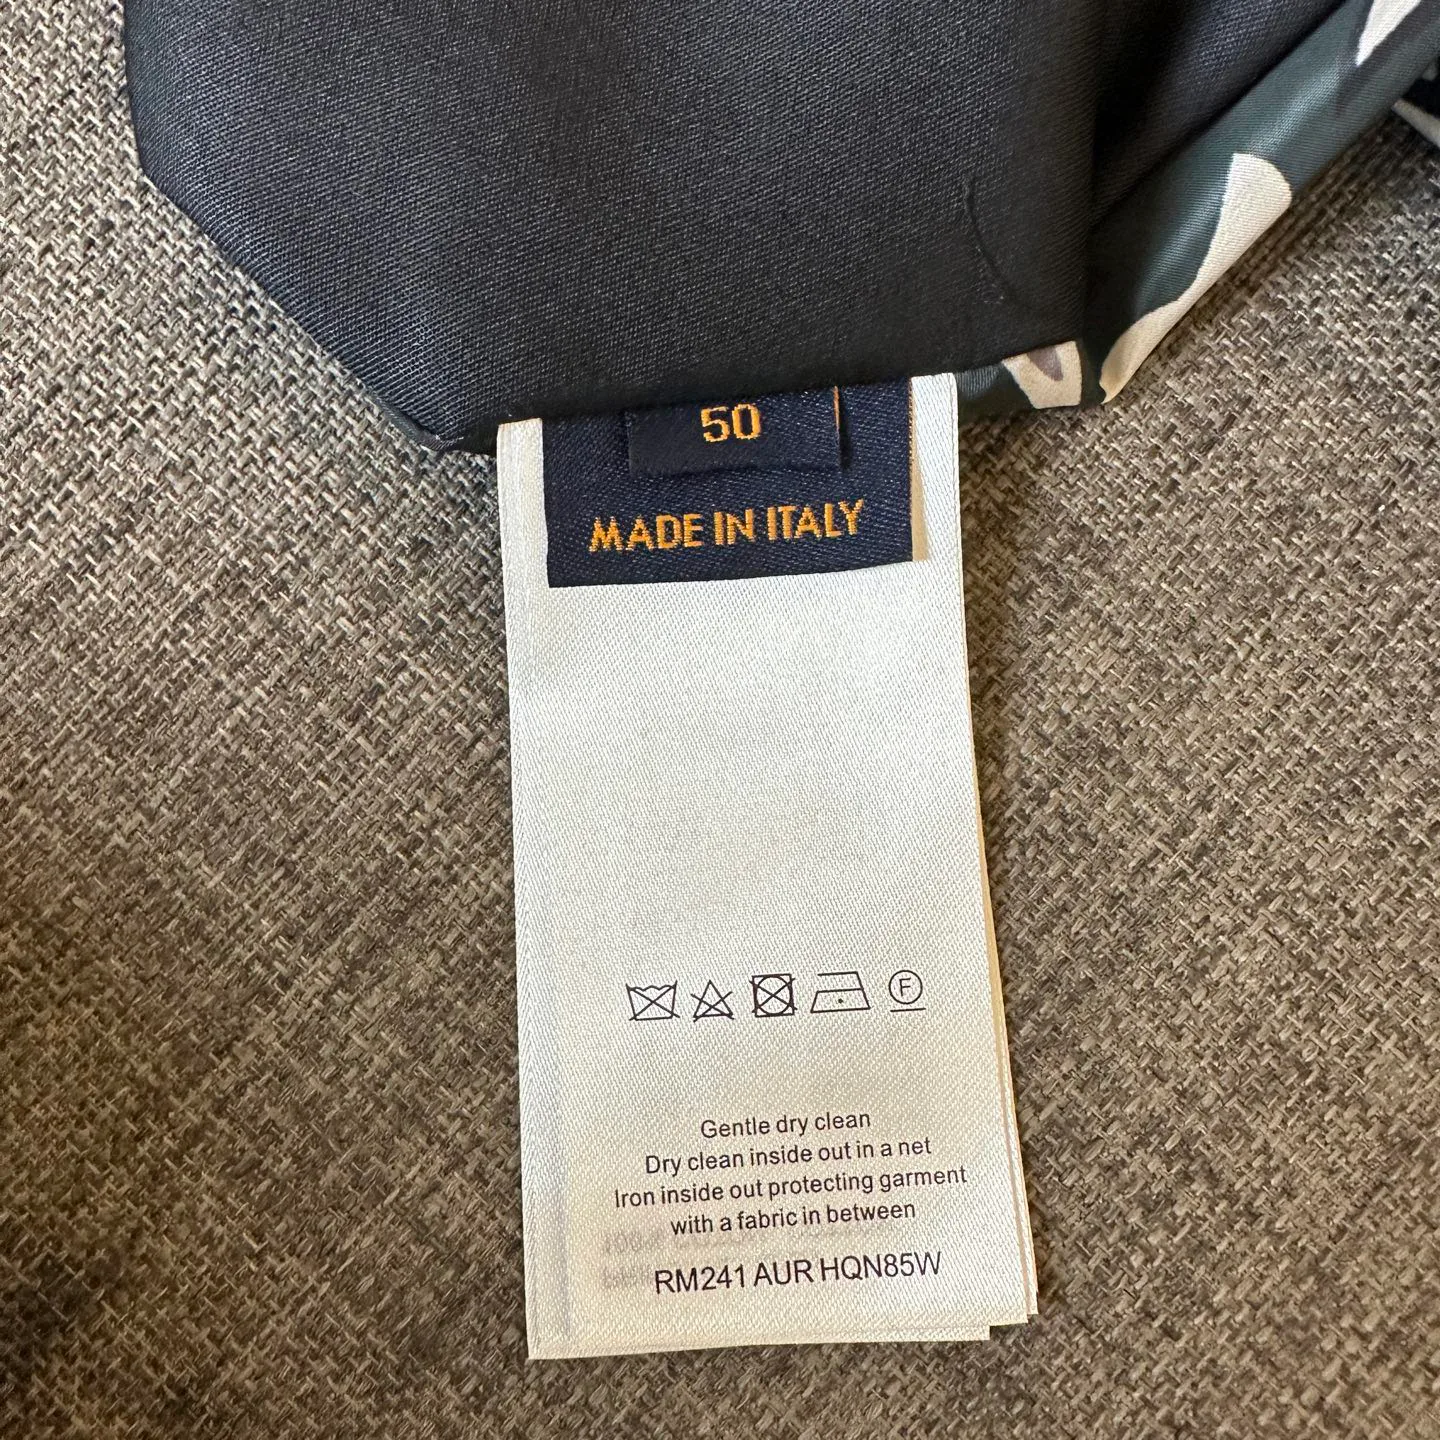 50
MADE IN ITALY
F
Gentle dry clean
Dry clean inside out in a net
Iron inside out protecting garment
with a fabric in between
RM241 AUR HQN85W